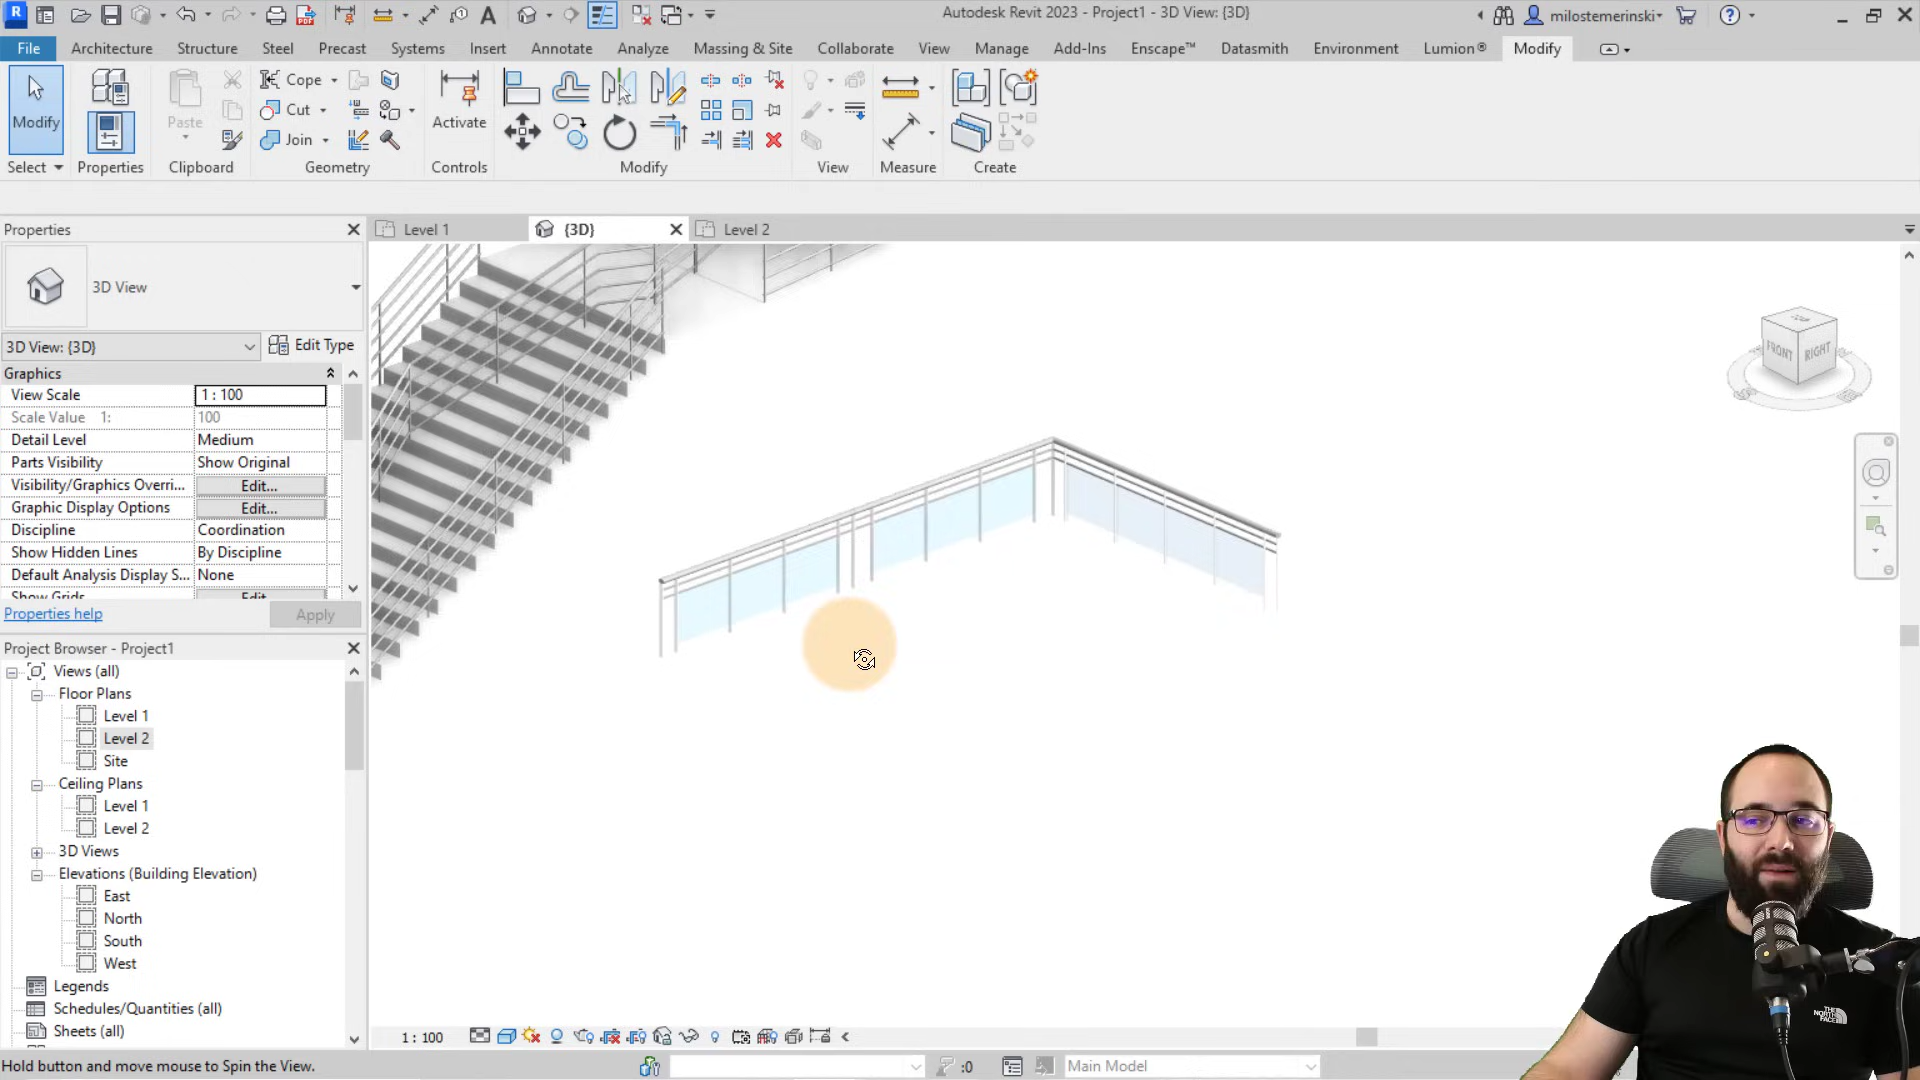 Autodesk Revit 2023 - Project1 - 3D View: {3D}
milostemerinski
File Architecture Structure Steel Precast Systems Insert Annotate Analyze Massing & Site Collaborate View Manage Add-Ins Enscape™ Datasmith Environment Lumion® Modify
Modify
Paste
Cope
Cut
Join
Activate
Select Properties Clipboard Geometry Controls Modify View Measure Create
Properties
Level 1
{3D}
Level 2
3D View
3D View: {3D}
Edit Type
Graphics
View Scale 1 : 100
Scale Value 1: 100
Detail Level Medium
Parts Visibility Show Original
Visibility/Graphics Overri... Edit...
Graphic Display Options Edit...
Discipline Coordination
Show Hidden Lines By Discipline
Default Analysis Display S... None
Show Grids Edit
Properties help
Apply
TOP
FRONT
RIGHT
Project Browser - Project1
Views (all)
Floor Plans
Level 1
Level 2
Site
Ceiling Plans
Level 1
Level 2
3D Views
Elevations (Building Elevation)
East
North
South
West
Legends
Schedules/Quantities (all)
Sheets (all)
1 : 100
Hold button and move mouse to Spin the View.
:0
Main Model
THE
NORTH
FACE